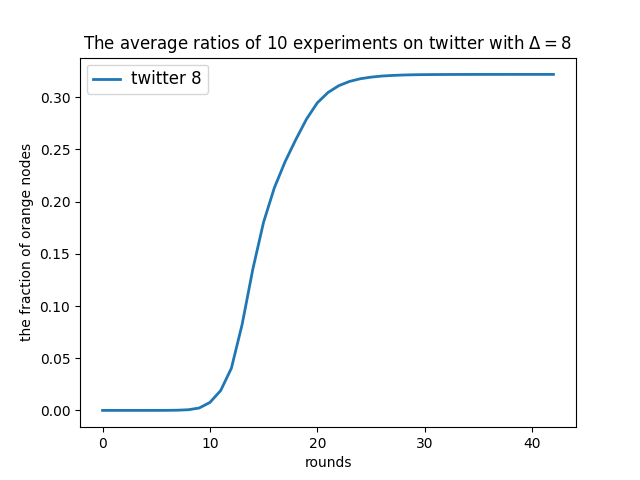 The average ratios of 10 experiments on twitter with Δ = 8
twitter 8
the fraction of orange nodes
0.30
0.25
0.20
0.15
0.10
0.05
0.00
0 10 20 30 40
rounds